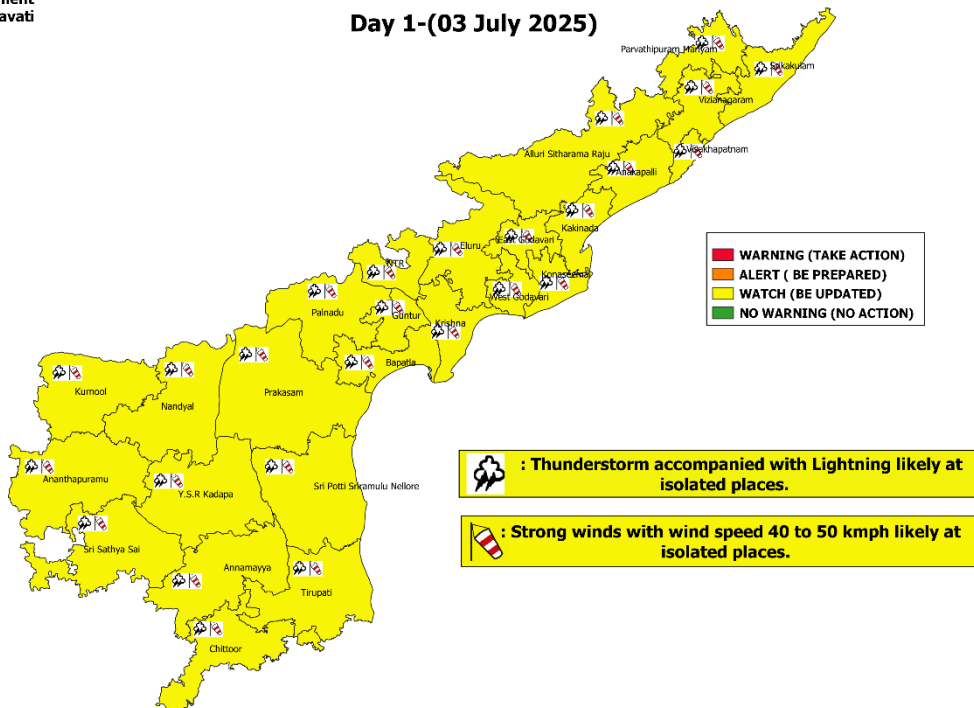 ment
avati
Day 1-(03 July 2025)
Parvathipuram Manyam
Srikakulam
Vizianagaram
Visakhapatnam
Alluri Sitharama Raju
Anakapalli
Kakinada
East Godavari
Eluru
Konaseema
NTR
West Godavari
Palnadu
Guntur
Krishna
Bapatla
Prakasam
Kurnool
Nandyal
Ananthapuramu
Y.S.R Kadapa
Sri Potti Sriramulu Nellore
Sri Sathya Sai
Annamayya
Tirupati
Chittoor
WARNING (TAKE ACTION)
ALERT ( BE PREPARED)
WATCH (BE UPDATED)
NO WARNING (NO ACTION)
: Thunderstorm accompanied with Lightning likely at
isolated places.
: Strong winds with wind speed 40 to 50 kmph likely at
isolated places.